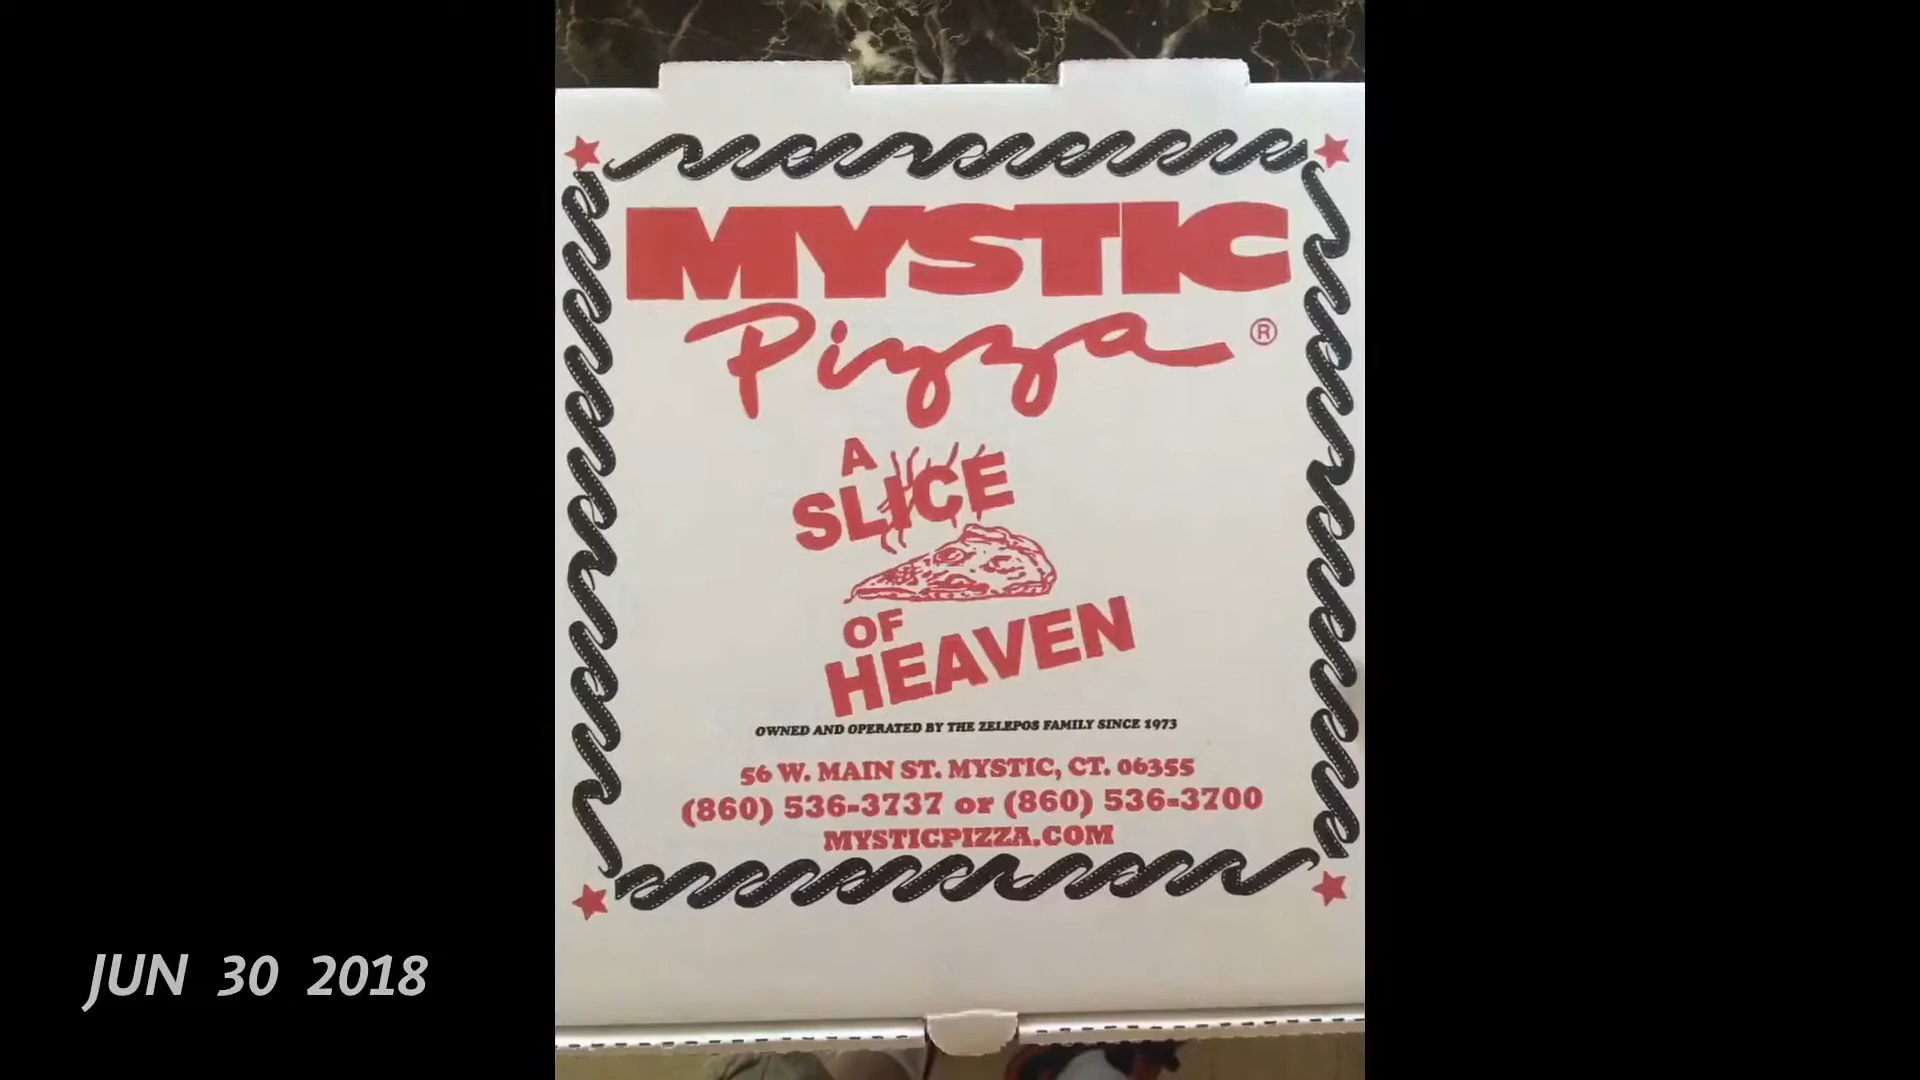 MYSTIC
Pizza ®
A
SLICE
OF
HEAVEN
OWNED AND OPERATED BY THE ZELEPOS FAMILY SINCE 1973
56 W. MAIN ST. MYSTIC, CT. 06355
(860) 536-3737 or (860) 536-3700
MYSTICPIZZA.COM
JUN 30 2018